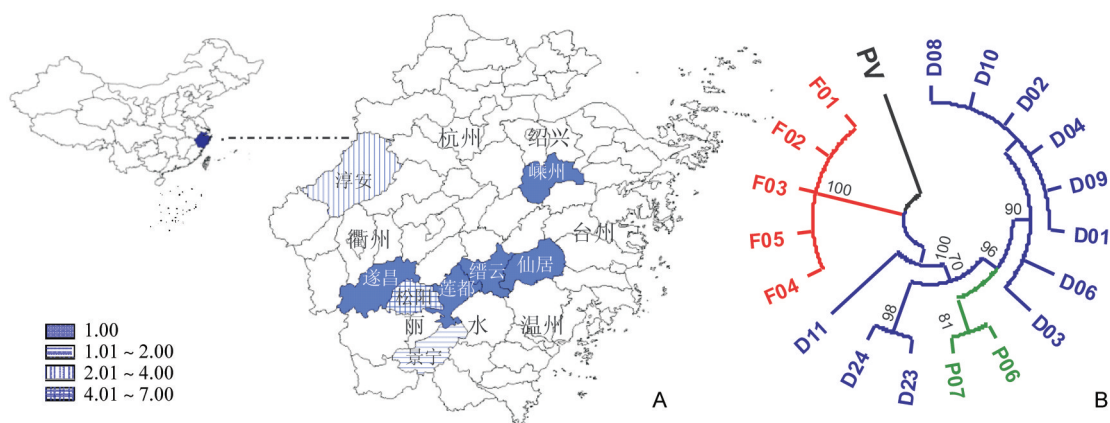 杭州
绍兴
淳安
嵊州
衢州
台州
遂昌
松阳
莲都
缙云
仙居
丽
水
温州
景宁
1.00
1.01 ~ 2.00
2.01 ~ 4.00
4.01 ~ 7.00
A
PV
D08
D10
D02
D04
D09
D01
D06
D03
P06
P07
D23
D24
D11
F01
F02
F03
F05
F04
100
90
96
100
70
98
81
B